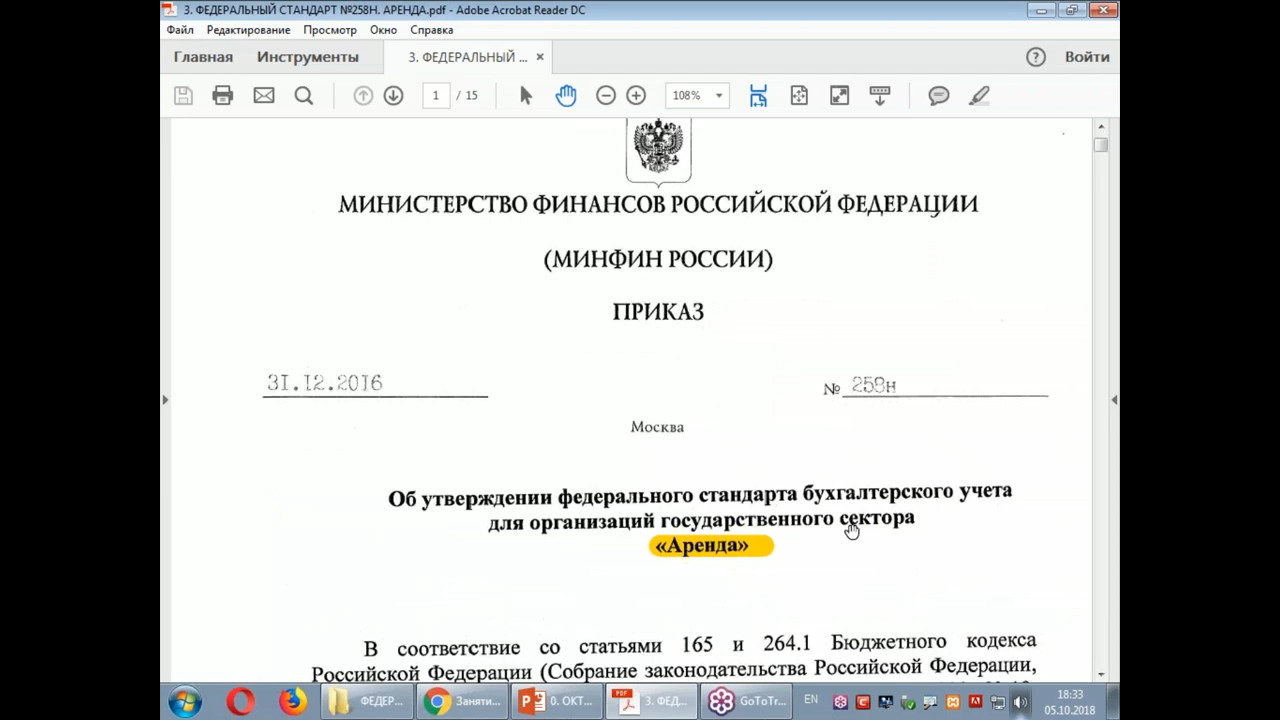 3. ФЕДЕРАЛЬНЫЙ СТАНДАРТ №258Н. АРЕНДА.pdf - Adobe Acrobat Reader DC
Файл Редактирование Просмотр Окно Справка
Главная Инструменты 3. ФЕДЕРАЛЬНЫЙ ... × ? Войти
1 / 15 108%
МИНИСТЕРСТВО ФИНАНСОВ РОССИЙСКОЙ ФЕДЕРАЦИИ
(МИНФИН РОССИИ)
ПРИКАЗ
31.12.2016 № 258н
Москва
Об утверждении федерального стандарта бухгалтерского учета
для организаций государственного сектора
«Аренда»
В соответствие со статьями 165 и 264.1 Бюджетного кодекса
Российской Федерации (Собрание законодательства Российской Федерации,
ФЕДЕР... Заняти... 0. ОКТ... 3. ФЕД... GoToTr... EN 18:33
05.10.2018